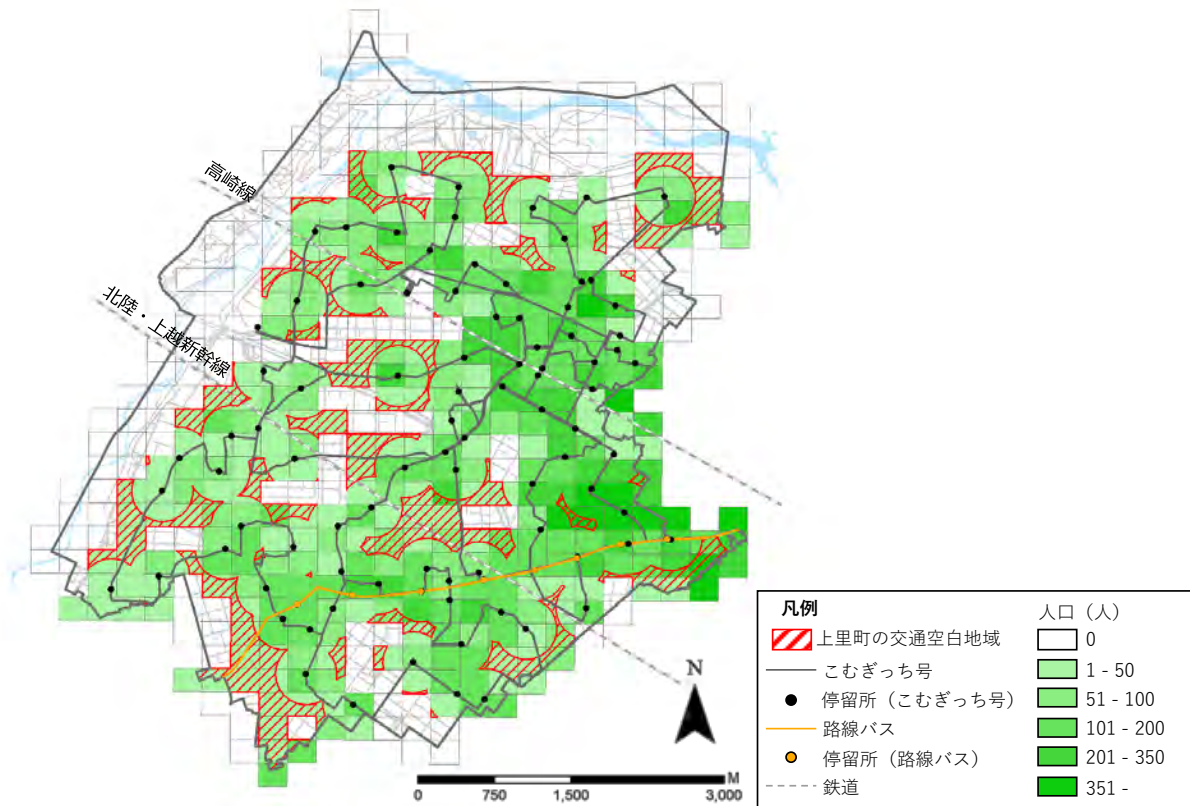 高崎線
北陸・上越新幹線
N
M
0 750 1,500 3,000
凡例
上里町の交通空白地域
こむぎっち号
停留所（こむぎっち号）
路線バス
停留所（路線バス）
鉄道
人口（人）
0
1 - 50
51 - 100
101 - 200
201 - 350
351 -